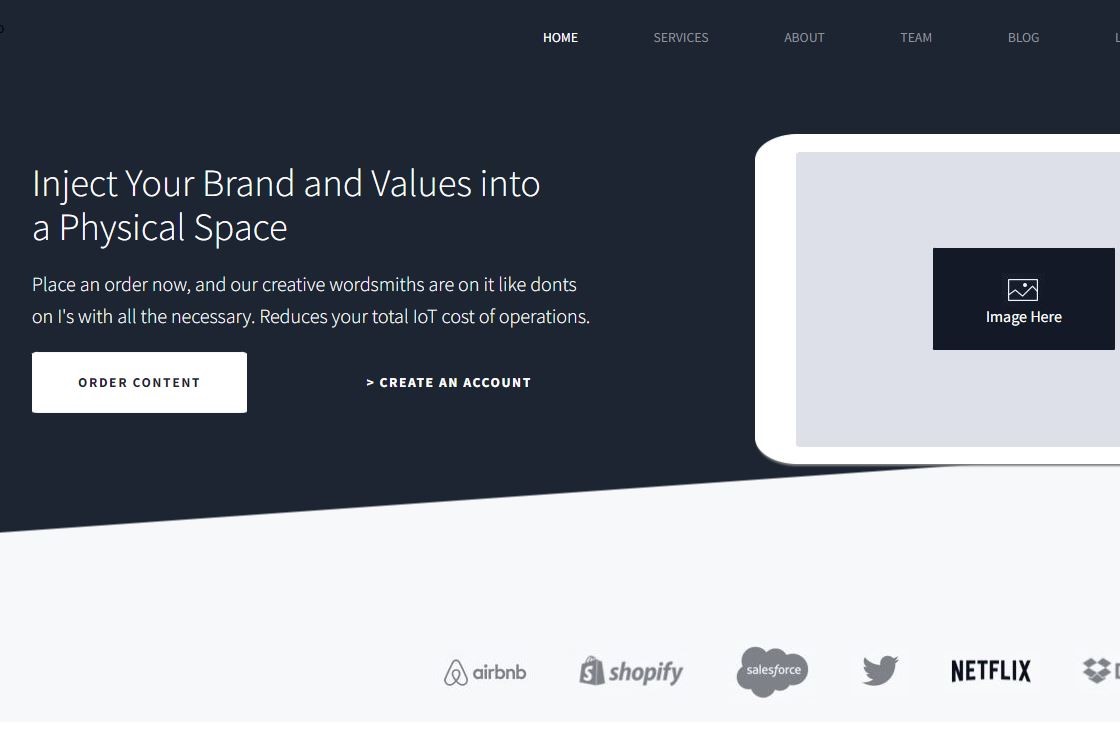 HOME SERVICES ABOUT TEAM BLOG
Inject Your Brand and Values into
a Physical Space
Place an order now, and our creative wordsmiths are on it like donts
on I's with all the necessary. Reduces your total IoT cost of operations.
ORDER CONTENT
> CREATE AN ACCOUNT
Image Here
airbnb shopify salesforce NETFLIX